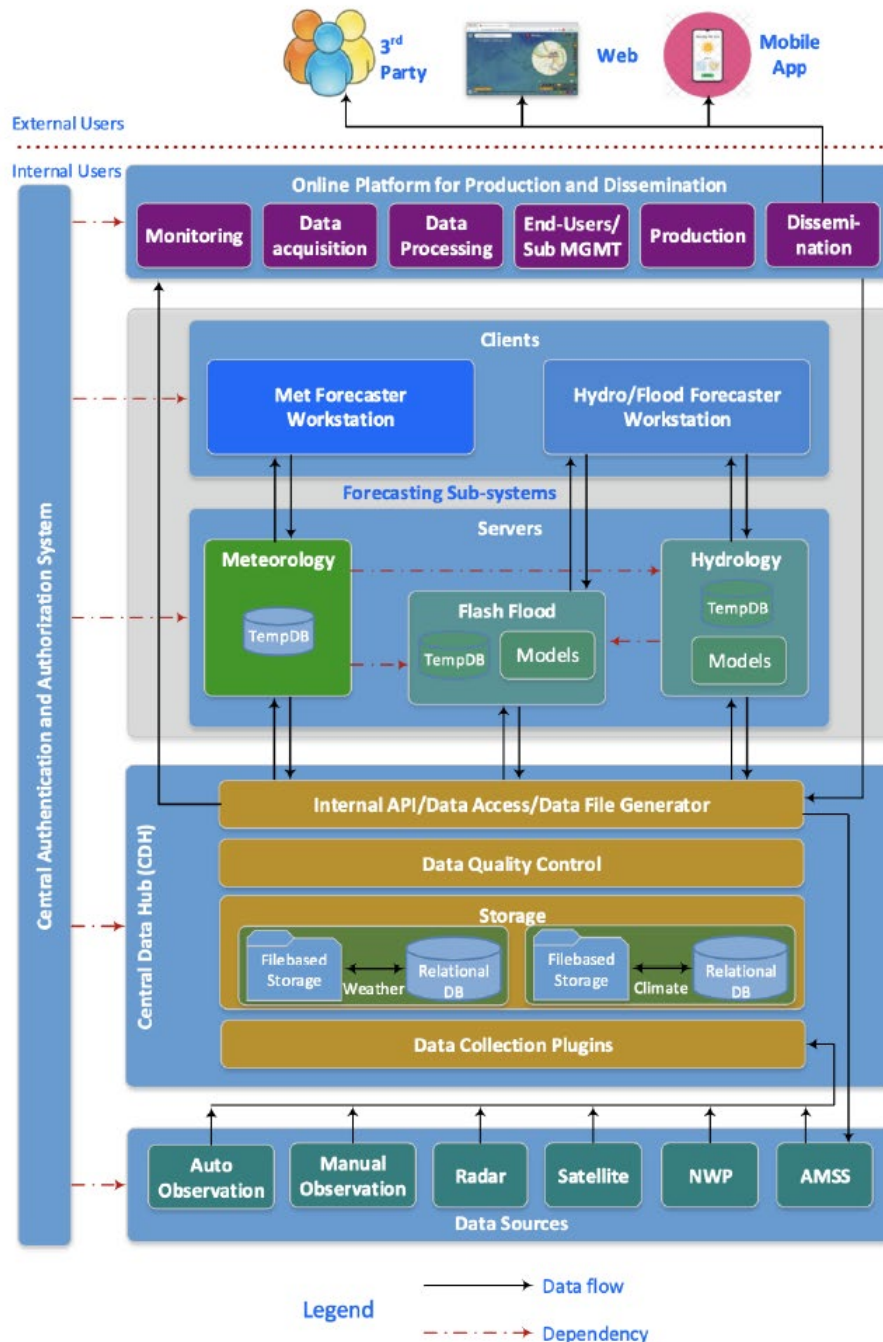 3rd
Party
Web
Mobile
App
External Users
Internal Users
Central Authentication and Authorization System
Online Platform for Production and Dissemination
Monitoring
Data
acquisition
Data
Processing
End-Users/
Sub MGMT
Production
Dissemi-
nation
Clients
Met Forecaster
Workstation
Hydro/Flood Forecaster
Workstation
Forecasting Sub-systems
Servers
Meteorology
TempDB
Flash Flood
TempDB
Models
Hydrology
TempDB
Models
Central Data Hub (CDH)
Internal API/Data Access/Data File Generator
Data Quality Control
Storage
Filebased
Storage
Weather
Relational
DB
Filebased
Storage
Climate
Relational
DB
Data Collection Plugins
Auto
Observation
Manual
Observation
Radar
Satellite
NWP
AMSS
Data Sources
Legend
Data flow
Dependency